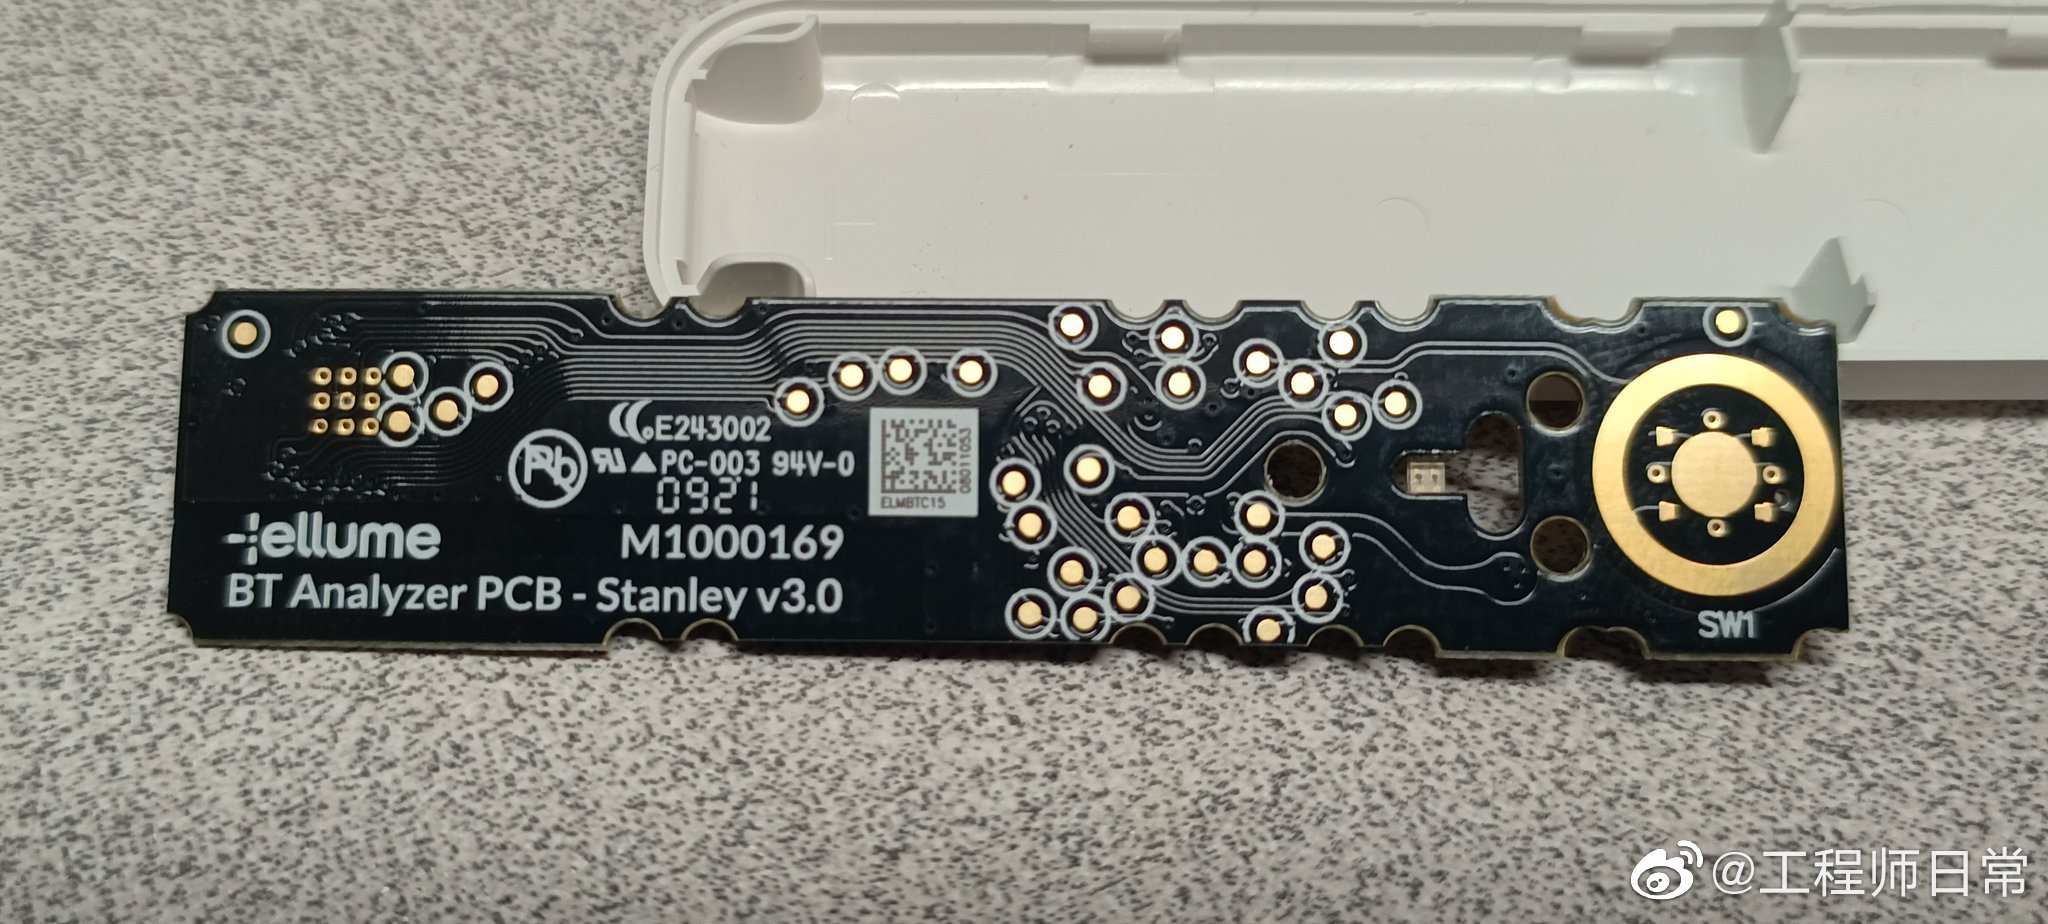 E243002
PC-003 94V-0
0921
ELMBTC15
08011053
ellume
M1000169
BT Analyzer PCB - Stanley v3.0
SW1
@工程师日常